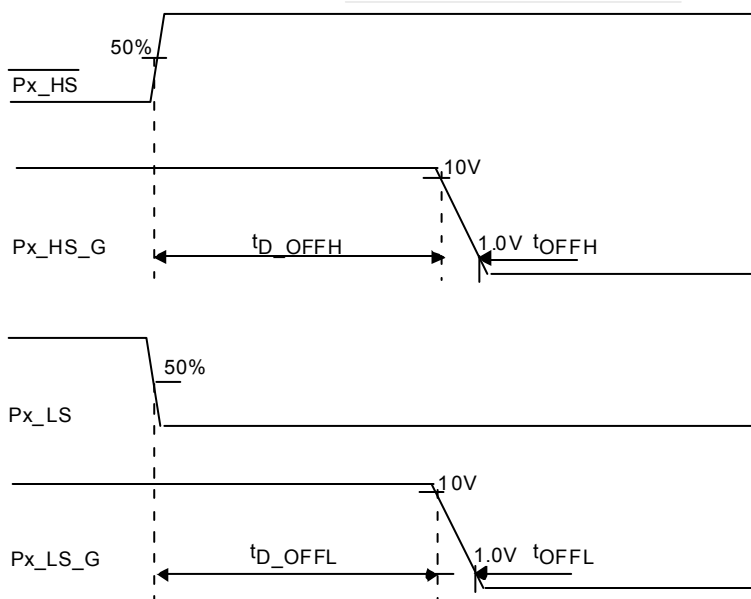 50%
Px_HS
10V
Px_HS_G
tD_OFFH
1.0V tOFFH
50%
Px_LS
10V
Px_LS_G
tD_OFFL
1.0V tOFFL